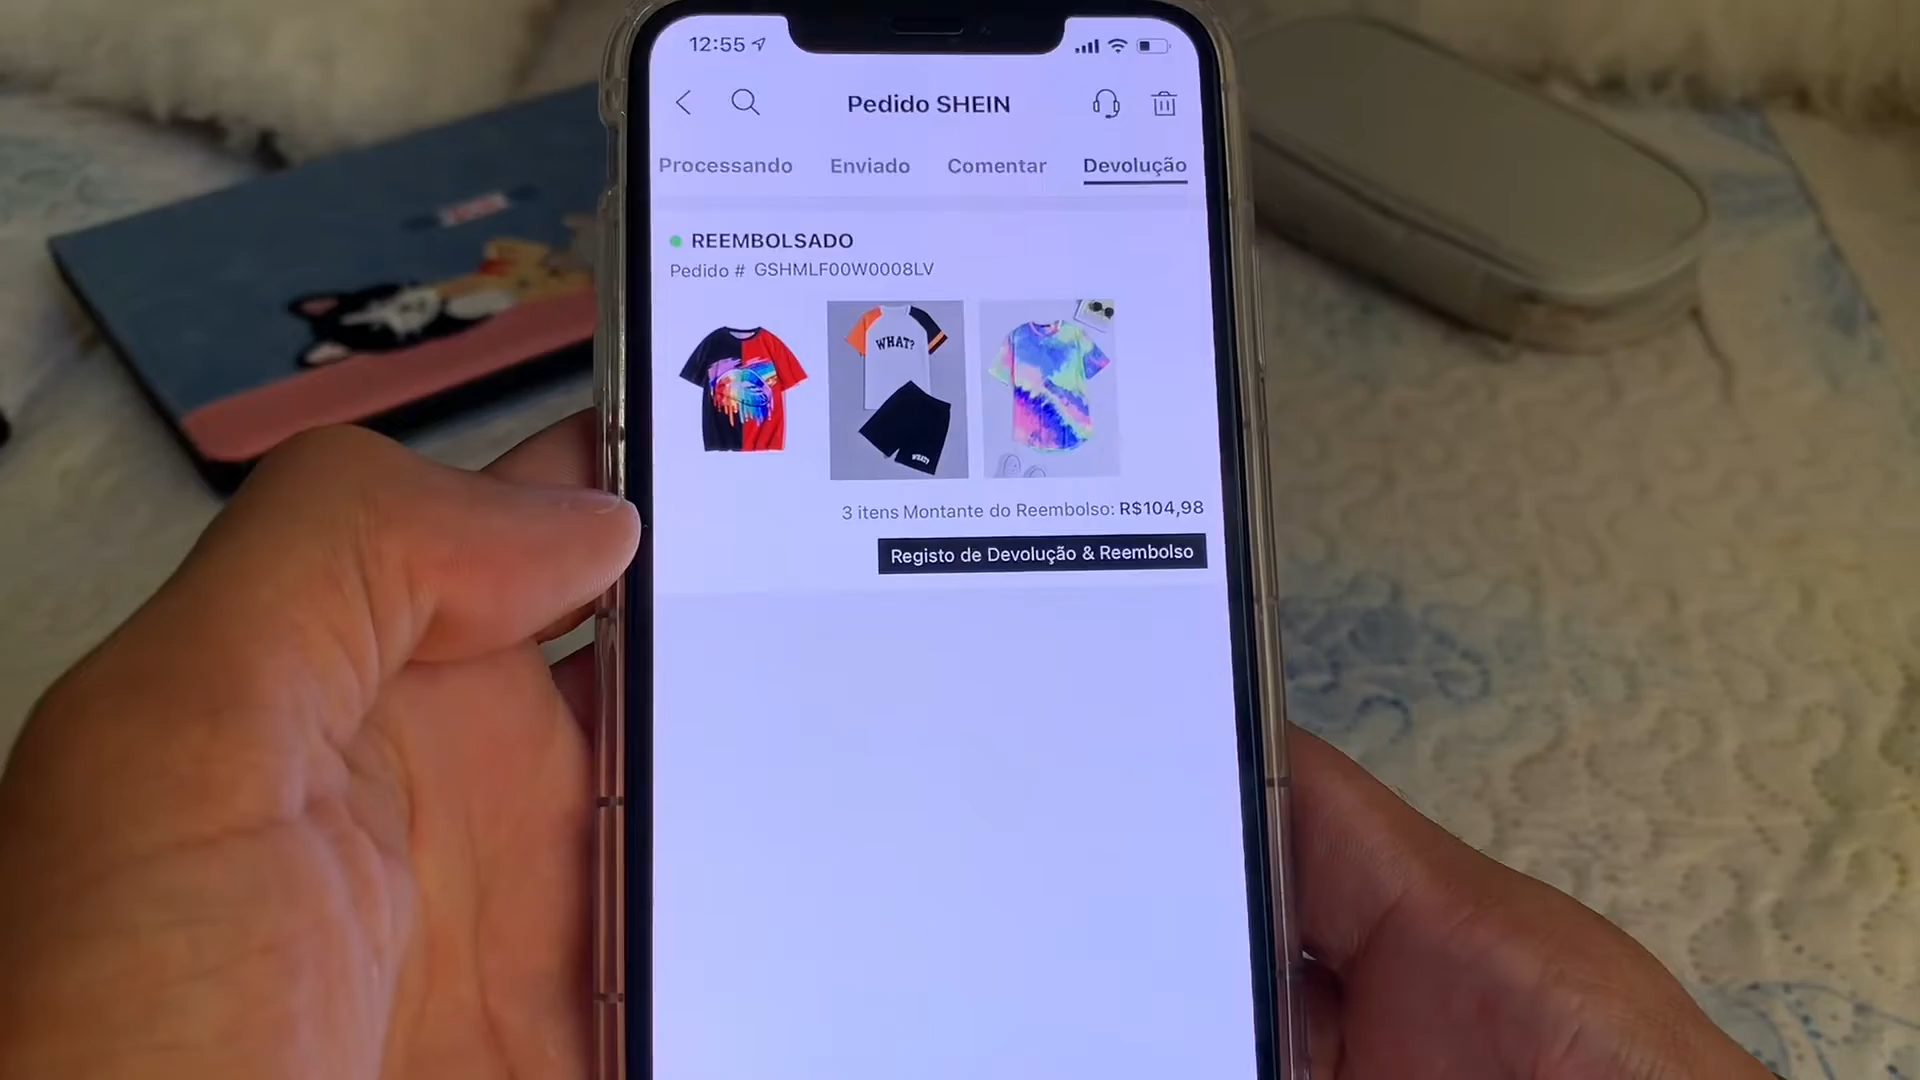 12:55
Pedido SHEIN
Processando Enviado Comentar Devolução
REEMBOLSADO
Pedido # GSHMLF00W0008LV
WHAT?
WHAT?
3 itens Montante do Reembolso: R$104,98
Registo de Devolução & Reembolso